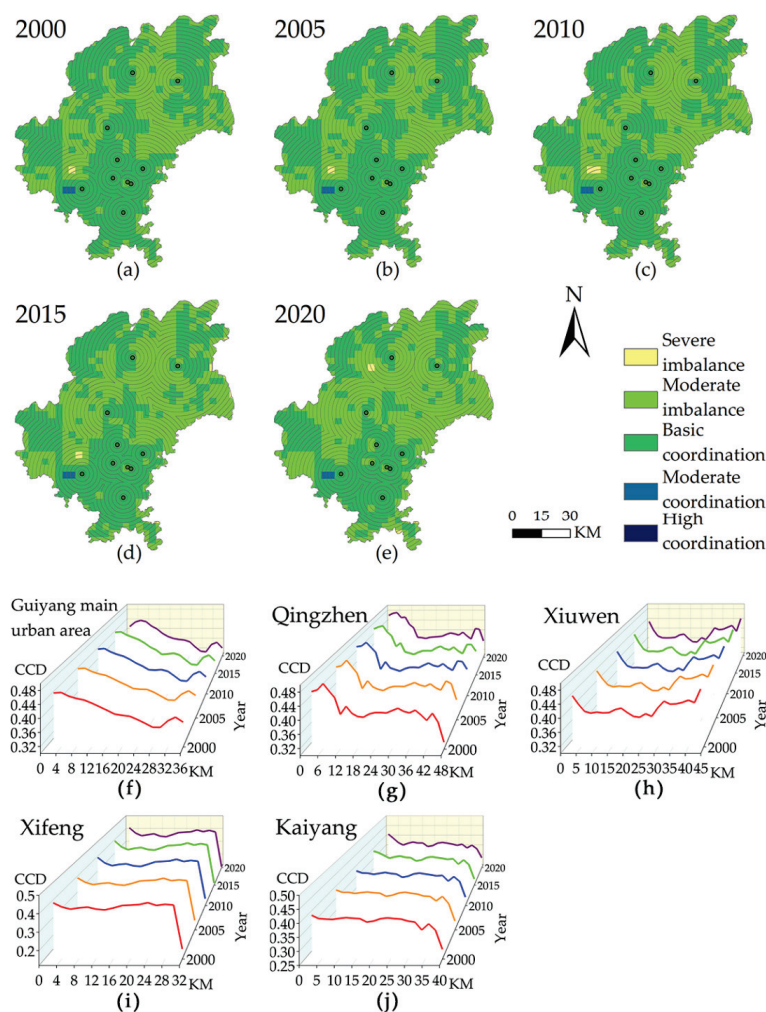 2000
2005
2010
(a)
(b)
(c)
2015
2020
N
Severe
imbalance
Moderate
imbalance
Basic
coordination
Moderate
coordination
High
coordination
0 15 30
KM
(d)
(e)
Guiyang main
urban area
CCD
0.48
0.44
0.40
0.36
0.32
0 4 8 12 16 20 24 28 32 36 KM
2000
2005
2010
2015
2020
Year
(f)
Qingzhen
CCD
0.48
0.44
0.40
0.36
0.32
0 6 12 18 24 30 36 42 48 KM
2000
2005
2010
2015
2020
Year
(g)
Xiuwen
CCD
0.48
0.44
0.40
0.36
0.32
0 5 10 15 20 25 30 35 40 45 KM
2000
2005
2010
2015
2020
Year
(h)
Xifeng
CCD
0.5
0.4
0.3
0.2
0 4 8 12 16 20 24 28 32 KM
2000
2005
2010
2015
2020
Year
(i)
Kaiyang
CCD
0.50
0.45
0.40
0.35
0.30
0.25
0 5 10 15 20 25 30 35 40 KM
2000
2005
2010
2015
2020
Year
(j)